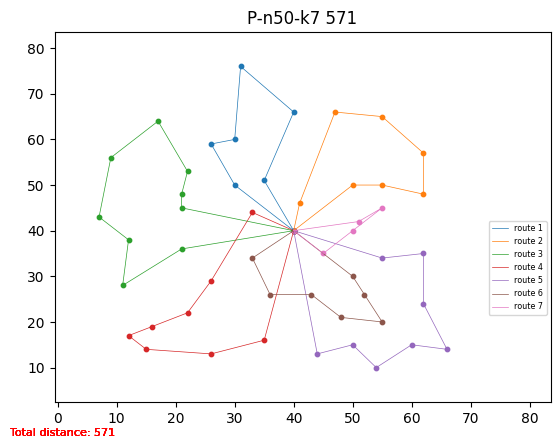 P-n50-k7 571
80
70
60
50
40
30
20
10
0 10 20 30 40 50 60 70 80
route 1
route 2
route 3
route 4
route 5
route 6
route 7
Total distance: 571